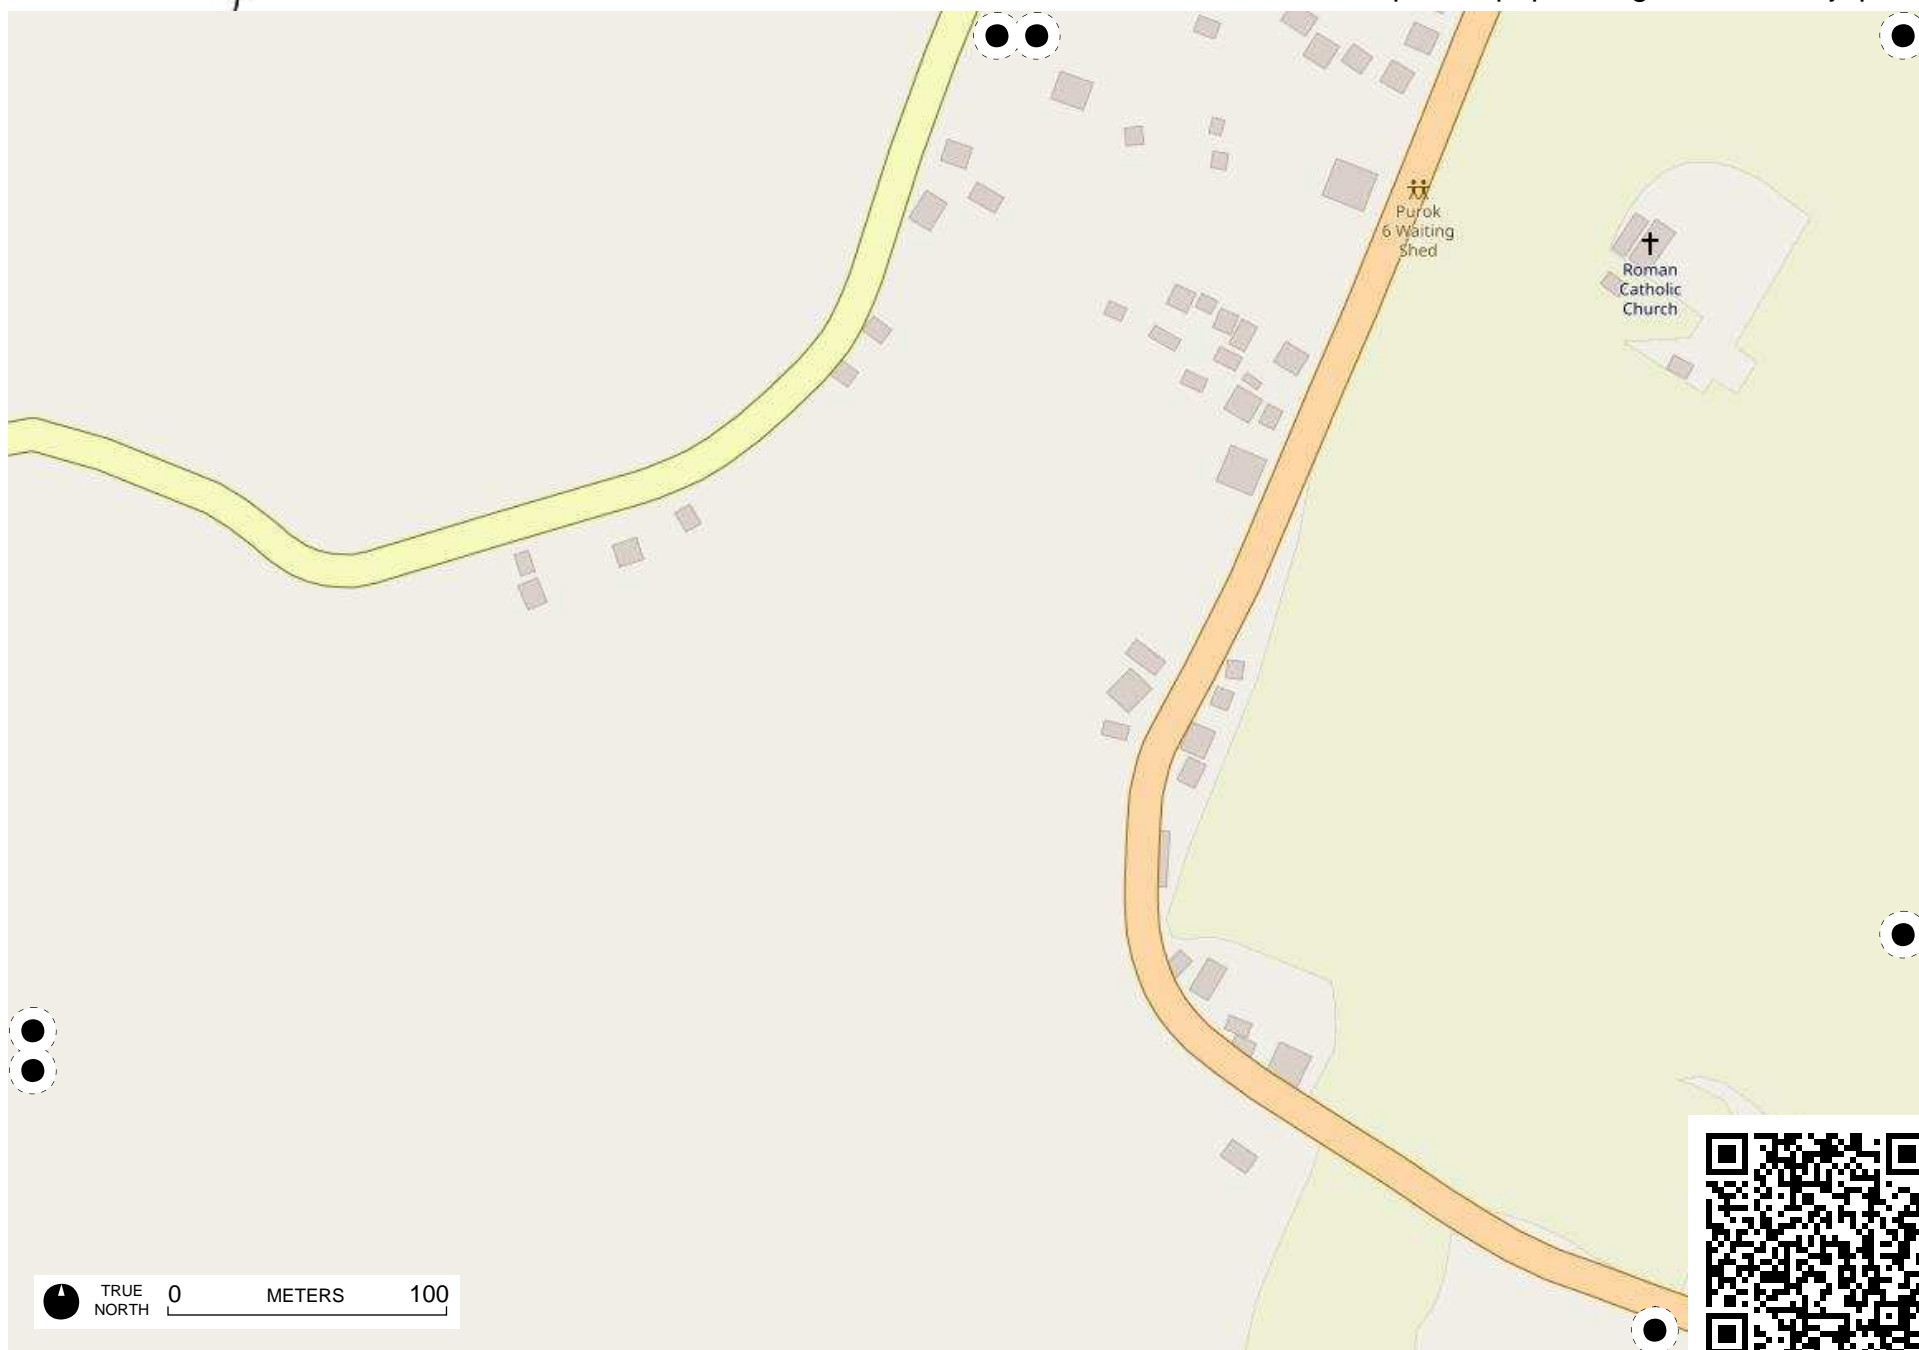 Purok
6 Waiting
Shed
Roman
Catholic
Church
TRUE
NORTH
0 METERS 100